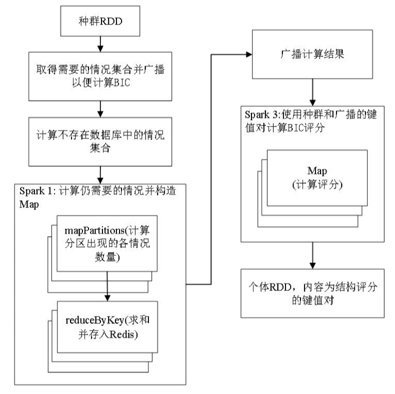 种群RDD
取得需要的情况集合并广播
以便计算BIC
计算不存在数据库中的情况
集合
Spark 1: 计算仍需要的情况并构造
Map
mapPartitions(计算
分区出现的各情况
数量)
reduceByKey(求和
并存入Redis)
广播计算结果
Spark 3:使用种群和广播的键
值对计算BIC评分
Map
(计算评分)
个体RDD，内容为结构评分
的键值对